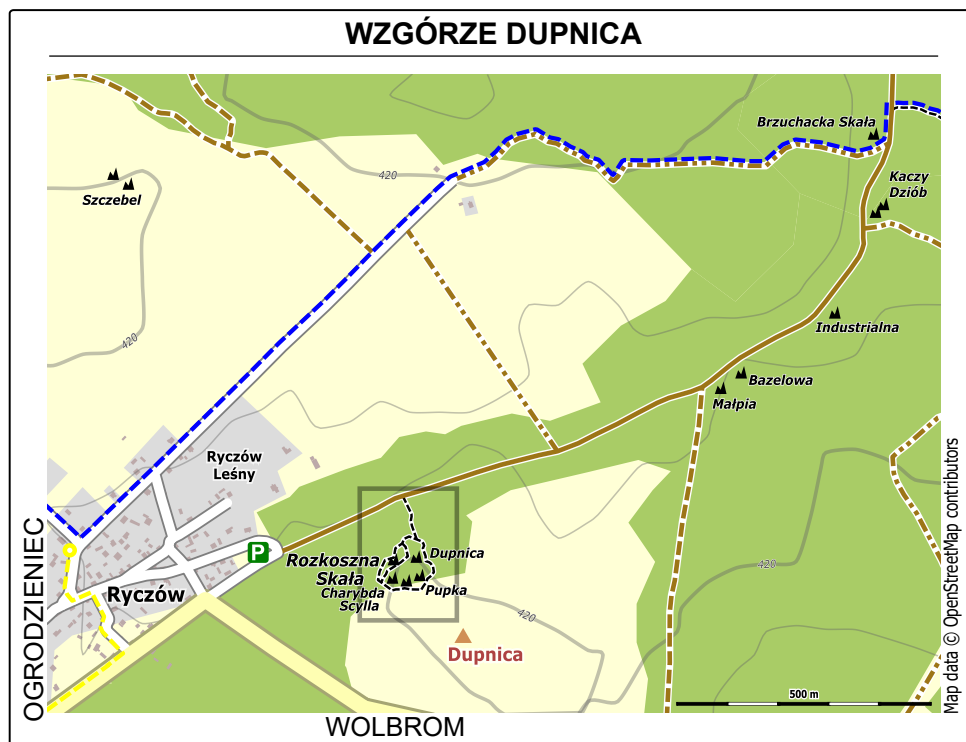 WZGÓRZE DUPNICA
Brzuchacka Skała
420
Kaczy
Dziób
Szczebel
Industrialna
420
Bazelowa
Małpia
Ryczów
Leśny
P
Rozkoszna
Skała
Dupnica
Charybda
Scylla
Pupka
Ryczów
420
420
Dupnica
500 m
OGRODZIENIEC
WOLBROM
Map data © OpenStreetMap contributors